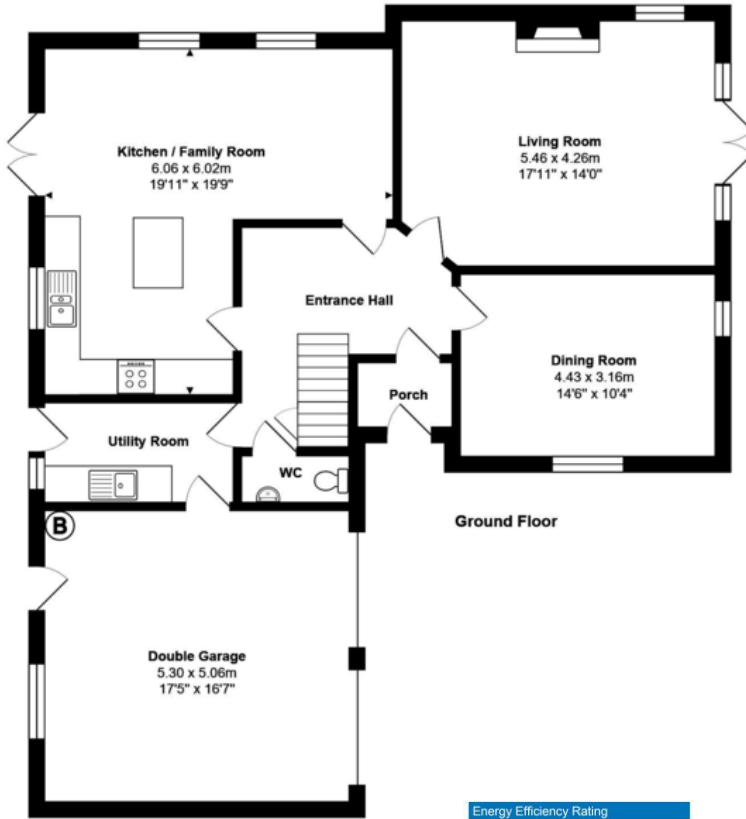 Kitchen / Family Room
6.06 x 6.02m
19'11" x 19'9"
Living Room
5.46 x 4.26m
17'11" x 14'0"
Entrance Hall
Dining Room
4.43 x 3.16m
14'6" x 10'4"
Porch
Utility Room
WC
Ground Floor
B
Double Garage
5.30 x 5.06m
17'5" x 16'7"
Energy Efficiency Rating